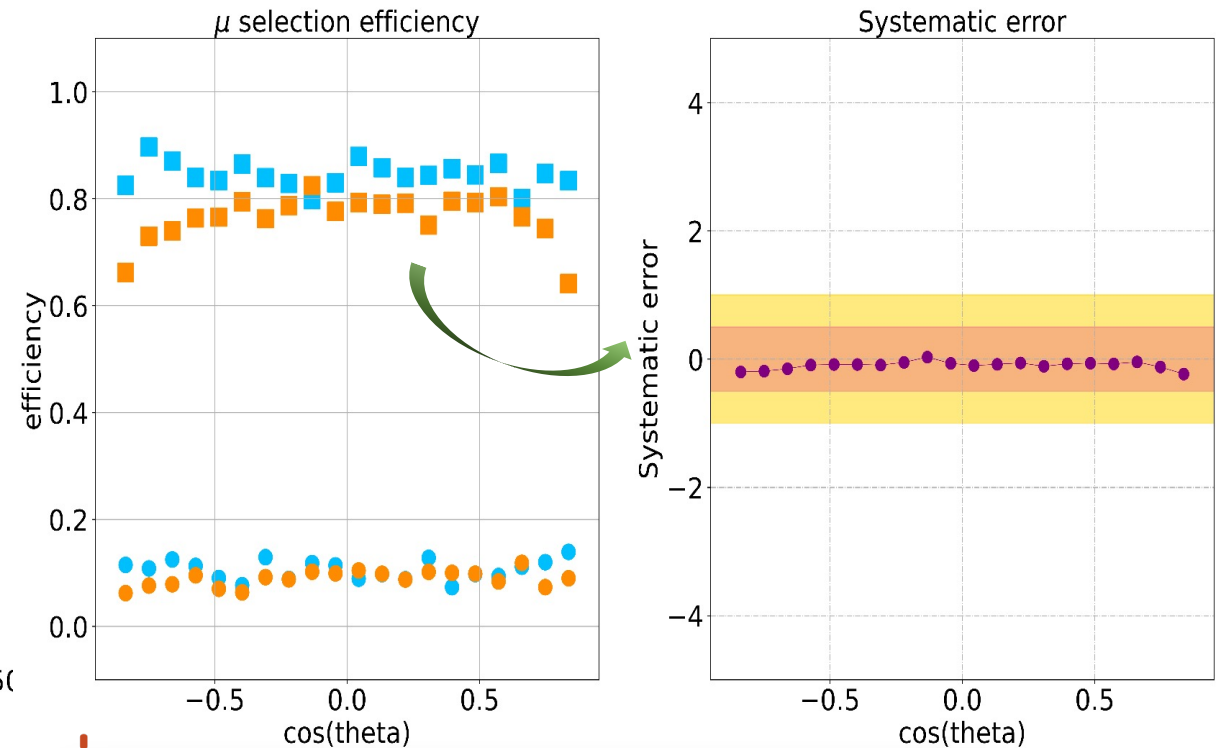 μ selection efficiency
1.0
0.8
0.6
0.4
0.2
0.0
efficiency
−0.5
0.0
0.5
cos(theta)
Systematic error
4
2
0
−2
−4
Systematic error
−0.5
0.0
0.5
cos(theta)